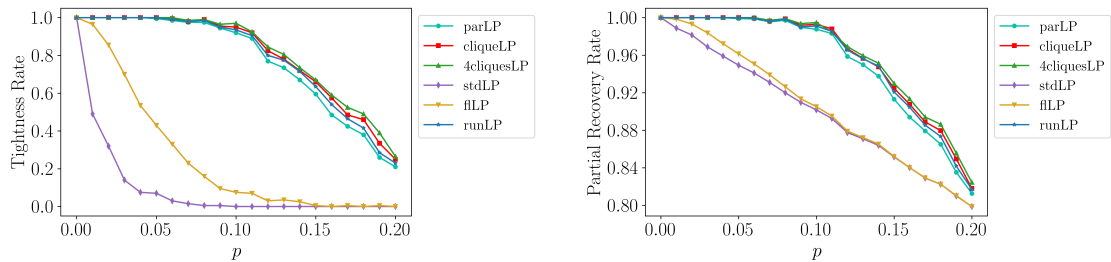 Tightness Rate
1.0
0.8
0.6
0.4
0.2
0.0
0.00 0.05 0.10 0.15 0.20
p
parLP
cliqueLP
4cliquesLP
stdLP
flLP
runLP
Partial Recovery Rate
1.00
0.96
0.92
0.88
0.84
0.80
0.00 0.05 0.10 0.15 0.20
p
parLP
cliqueLP
4cliquesLP
stdLP
flLP
runLP